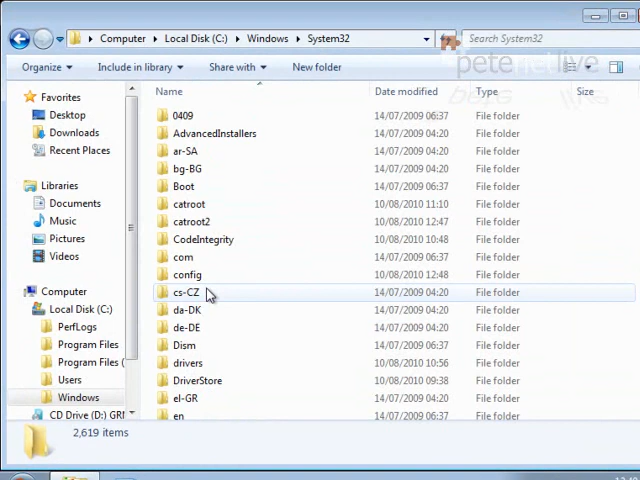 Computer Local Disk (C:) Windows System32 Search System32
petenetlive
Organize Include in library Share with New folder
Favorites Name Date modified Type Size
Desktop 0409 14/07/2009 06:37 File folder
Downloads AdvancedInstallers 14/07/2009 04:20 File folder
Recent Places ar-SA 14/07/2009 04:20 File folder
bg-BG 14/07/2009 04:20 File folder
Libraries Boot 14/07/2009 06:37 File folder
Documents catroot 10/08/2010 11:10 File folder
Music catroot2 10/08/2010 12:47 File folder
Pictures CodeIntegrity 10/08/2010 10:48 File folder
Videos com 14/07/2009 06:37 File folder
config 10/08/2010 12:48 File folder
Computer cs-CZ 14/07/2009 04:20 File folder
Local Disk (C:) da-DK 14/07/2009 04:20 File folder
PerfLogs de-DE 14/07/2009 04:20 File folder
Program Files Dism 14/07/2009 04:20 File folder
Program Files ( drivers 10/08/2010 10:56 File folder
Users DriverStore 10/08/2010 09:38 File folder
Windows el-GR 14/07/2009 04:20 File folder
CD Drive (D:) GRI en 14/07/2009 06:37 File folder
2,619 items